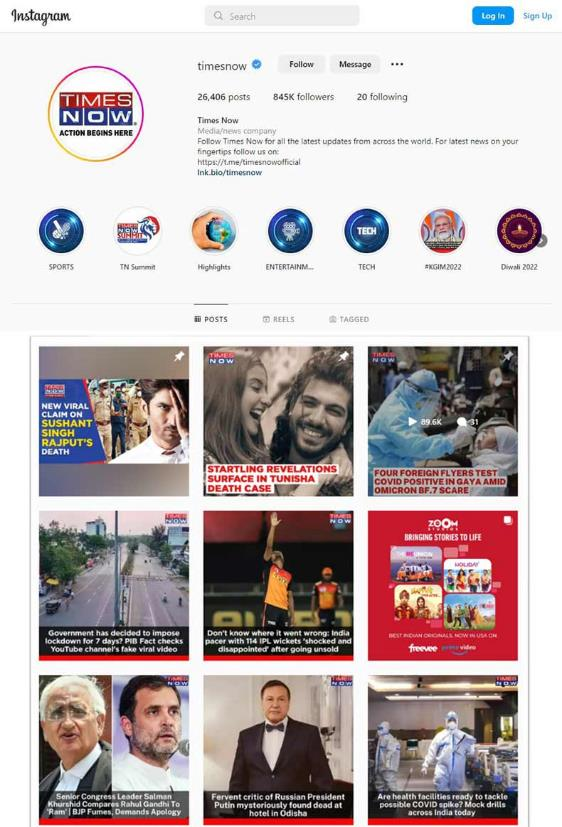 Instagram
Search
Log In
Sign Up
timesnow
Follow
Message
26,406 posts 845K followers 20 following
Times Now
Media/news company
Follow Times Now for all the latest updates from across the world. For latest news on your
fingertips follow us on:
https://t.me/timesnowofficial
lnk.bio/timesnow
TIMES
NOW
ACTION BEGINS HERE
TIMES
NOW
SUMMIT
TECH
SPORTS
TN Summit
Highlights
ENTERTAINM...
TECH
#KGIM2022
Diwali 2022
POSTS
REELS
TAGGED
NEW VIRAL
CLAIM ON
SUSHANT
SINGH
RAJPUT'S
DEATH
TIMES
NOW
STARTLING REVELATIONS
SURFACE IN TUNISHA
DEATH CASE
TIMES
NOW
89.6K 31
FOUR FOREIGN FLYERS TEST
COVID POSITIVE IN GAYA AMID
OMICRON BF.7 SCARE
TIMES
NOW
Government has decided to impose
lockdown for 7 days? PIB Fact checks
YouTube channel's fake viral video
TIMES
NOW
Don't know where it went wrong: India
pacer with 114 IPL wickets 'shocked and
disappointed' after going unsold
ZOOM
STUDIOS
BRINGING STORIES TO LIFE
THE REUNION
HOLIDAY
BEST INDIAN ORIGINALS, NOW IN USA ON
freevee prime video
TIMES
NOW
Senior Congress Leader Salman
Khurshid Compares Rahul Gandhi To
'Ram' | BJP Fumes, Demands Apology
TIMES
NOW
Fervent critic of Russian President
Putin mysteriously found dead at
hotel in Odisha
TIMES
NOW
Are health facilities ready to tackle
possible COVID spike? Mock drills
across India today